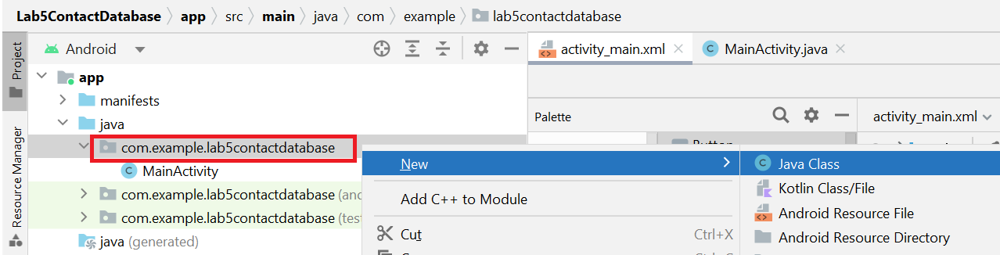 Lab5ContactDatabase app src main java com example lab5contactdatabase
Project
Resource Manager
Android
app
manifests
java
com.example.lab5contactdatabase
MainActivity
com.example.lab5contactdatabase
com.example.lab5contactdatabase
java (generated)
activity_main.xml
MainActivity.java
Palette
activity_main.xml
Button
New
Add C++ to Module
Cut Ctrl+X
Java Class
Kotlin Class/File
Android Resource File
Android Resource Directory